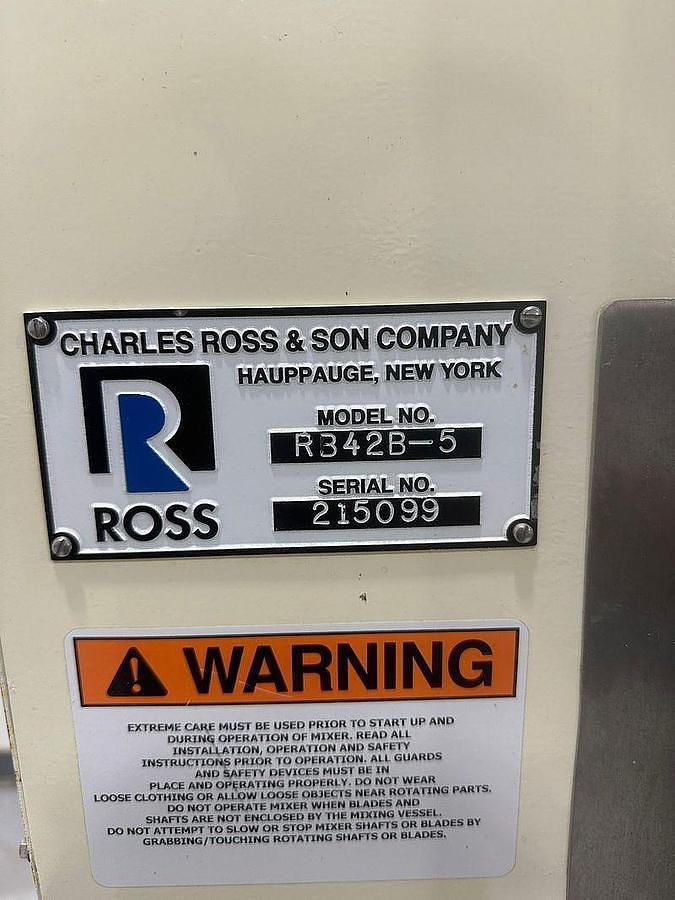 CHARLES ROSS & SON COMPANY
HAUPPAUGE, NEW YORK
MODEL NO.
RB42B-5
SERIAL NO.
215099
R
ROSS
WARNING
EXTREME CARE MUST BE USED PRIOR TO START UP AND
DURING OPERATION OF MIXER. READ ALL
INSTALLATION, OPERATION AND SAFETY
INSTRUCTIONS PRIOR TO OPERATION. ALL GUARDS
AND SAFETY DEVICES MUST BE IN
PLACE AND OPERATING PROPERLY. DO NOT WEAR
LOOSE CLOTHING OR ALLOW LOOSE OBJECTS NEAR ROTATING PARTS.
DO NOT OPERATE MIXER WHEN BLADES AND
SHAFTS ARE NOT ENCLOSED BY THE MIXING VESSEL.
DO NOT ATTEMPT TO SLOW OR STOP MIXER SHAFTS OR BLADES BY
GRABBING/TOUCHING ROTATING SHAFTS OR BLADES.